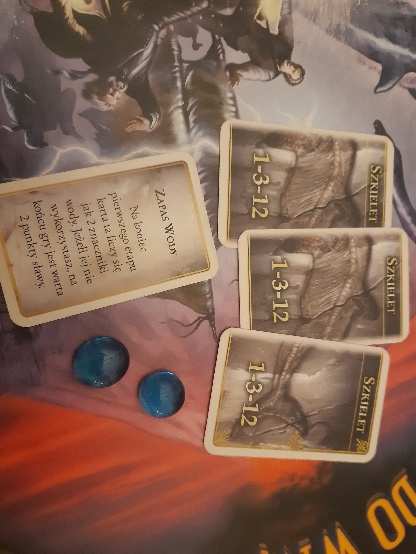 ZAPAS WODY
Na koniec
pierwszego etapu
karta ta liczy się
jak 2 znaczniki
wody. Jeżeli jej nie
wykorzystasz, na
końcu gry jest warta
2 punkty sławy.
SZKIELET
1-3-12
SZKIELET
1-3-12
SZKIELET
1-3-12
DO W